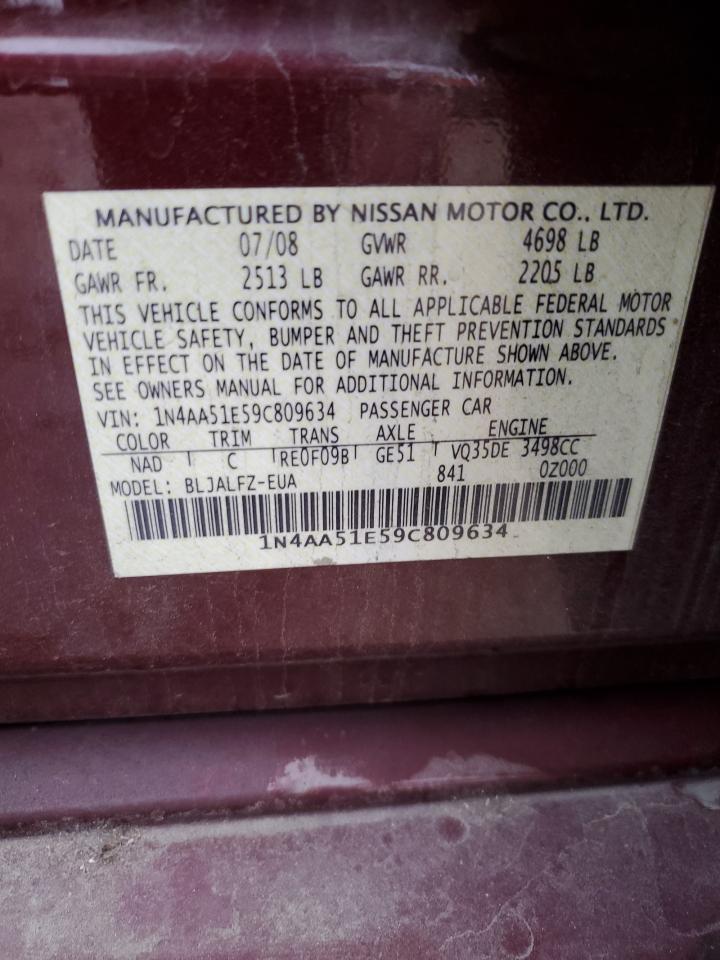 MANUFACTURED BY NISSAN MOTOR CO., LTD.
DATE 07/08 GVWR 4698 LB
GAWR FR. 2513 LB GAWR RR. 2205 LB
THIS VEHICLE CONFORMS TO ALL APPLICABLE FEDERAL MOTOR
VEHICLE SAFETY, BUMPER AND THEFT PREVENTION STANDARDS
IN EFFECT ON THE DATE OF MANUFACTURE SHOWN ABOVE.
SEE OWNERS MANUAL FOR ADDITIONAL INFORMATION.
VIN: 1N4AA51E59C809634 PASSENGER CAR
COLOR TRIM TRANS AXLE ENGINE
NAD C RE0F09B GE51 VQ35DE 3498CC
MODEL: BLJALFZ-EUA 841 0Z000
1N4AA51E59C809634